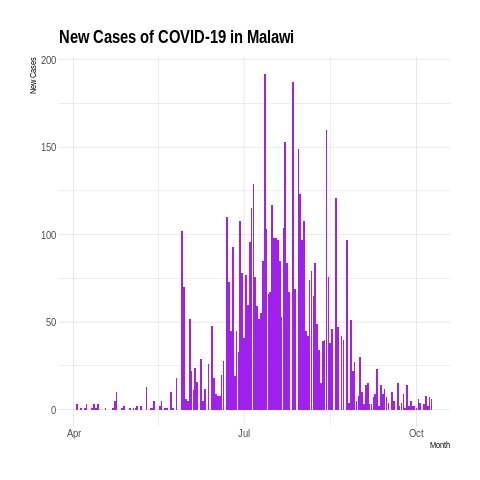 New Cases of COVID-19 in Malawi
New Cases
200
150
100
50
0
Apr
Jul
Oct
Month